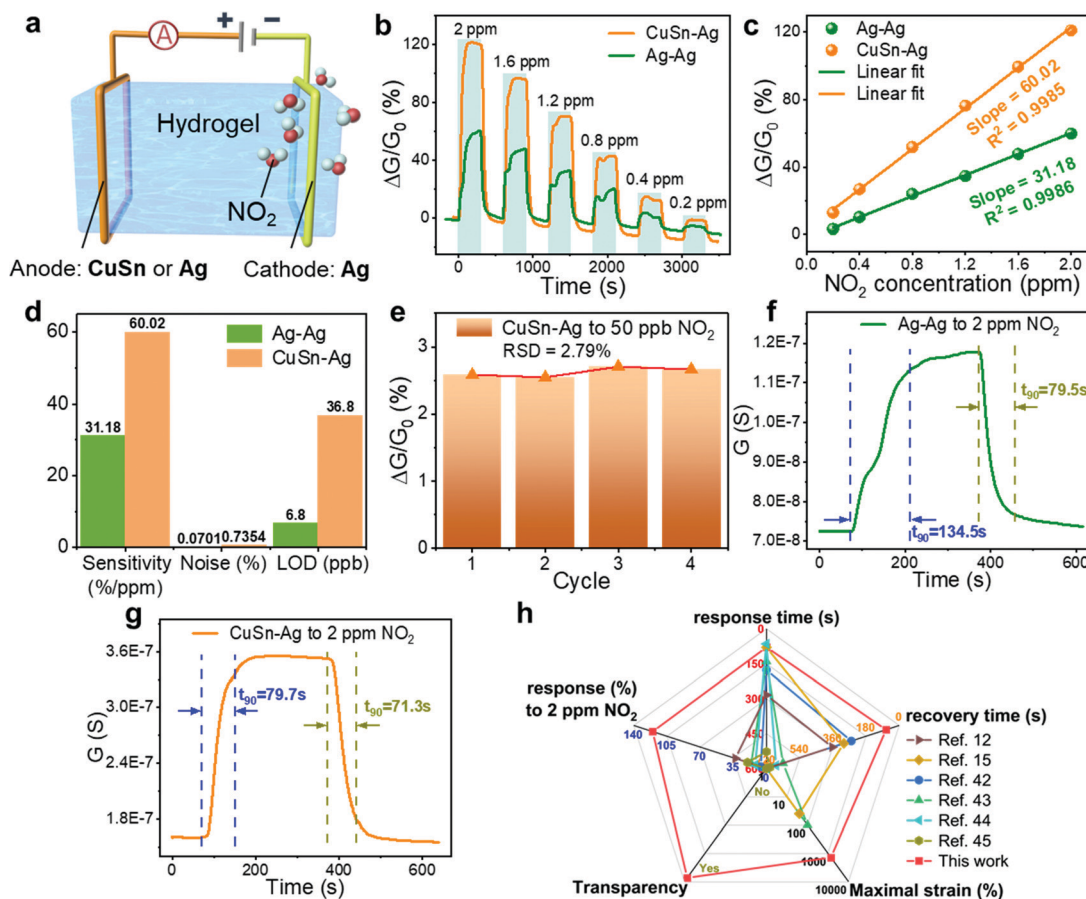 a
A
+ −
Hydrogel
NO2
Anode: CuSn or Ag
Cathode: Ag
b
CuSn-Ag
Ag-Ag
2 ppm
1.6 ppm
1.2 ppm
0.8 ppm
0.4 ppm
0.2 ppm
120
80
40
0
ΔG/G0 (%)
0 1000 2000 3000
Time (s)
c
Ag-Ag
CuSn-Ag
Linear fit
Linear fit
Slope = 60.02
R2 = 0.9985
Slope = 31.18
R2 = 0.9986
120
80
40
0
ΔG/G0 (%)
0.0 0.4 0.8 1.2 1.6 2.0
NO2 concentration (ppm)
d
Ag-Ag
CuSn-Ag
60
40
20
0
60.02
31.18
0.0701
0.7354
6.8
36.8
Sensitivity Noise (%) LOD (ppb)
(%/ppm)
e
CuSn-Ag to 50 ppb NO2
RSD = 2.79%
3
2
1
0
ΔG/G0 (%)
1 2 3 4
Cycle
f
Ag-Ag to 2 ppm NO2
1.2E-7
1.1E-7
9.0E-8
8.0E-8
7.0E-8
G (S)
t90=79.5s
t90=134.5s
0 200 400 600
Time (s)
g
CuSn-Ag to 2 ppm NO2
3.6E-7
3.0E-7
2.4E-7
1.8E-7
G (S)
t90=79.7s
t90=71.3s
0 200 400 600
Time (s)
h
response time (s)
0
150
300
450
600
response (%)
to 2 ppm NO2
140
105
70
35
0
recovery time (s)
0
180
360
540
Transparency
No
Yes
Maximal strain (%)
10
100
1000
10000
Ref. 12
Ref. 15
Ref. 42
Ref. 43
Ref. 44
Ref. 45
This work